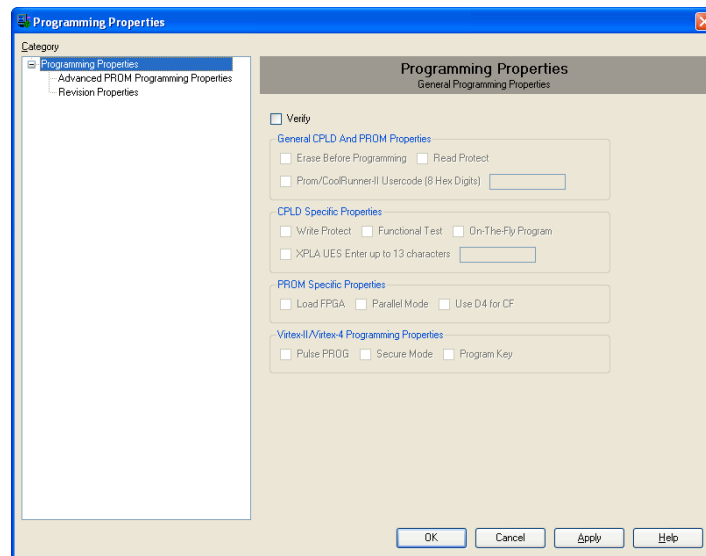 Programming Properties
Category
Programming Properties
Advanced PROM Programming Properties
Revision Properties
Programming Properties
General Programming Properties
Verify
General CPLD And PROM Properties
Erase Before Programming Read Protect
Prom/CoolRunner-II Usercode (8 Hex Digits)
CPLD Specific Properties
Write Protect Functional Test On-The-Fly Program
XPLA UES Enter up to 13 characters
PROM Specific Properties
Load FPGA Parallel Mode Use D4 for CF
Virtex-II/Virtex-4 Programming Properties
Pulse PROG Secure Mode Program Key
OK Cancel Apply Help